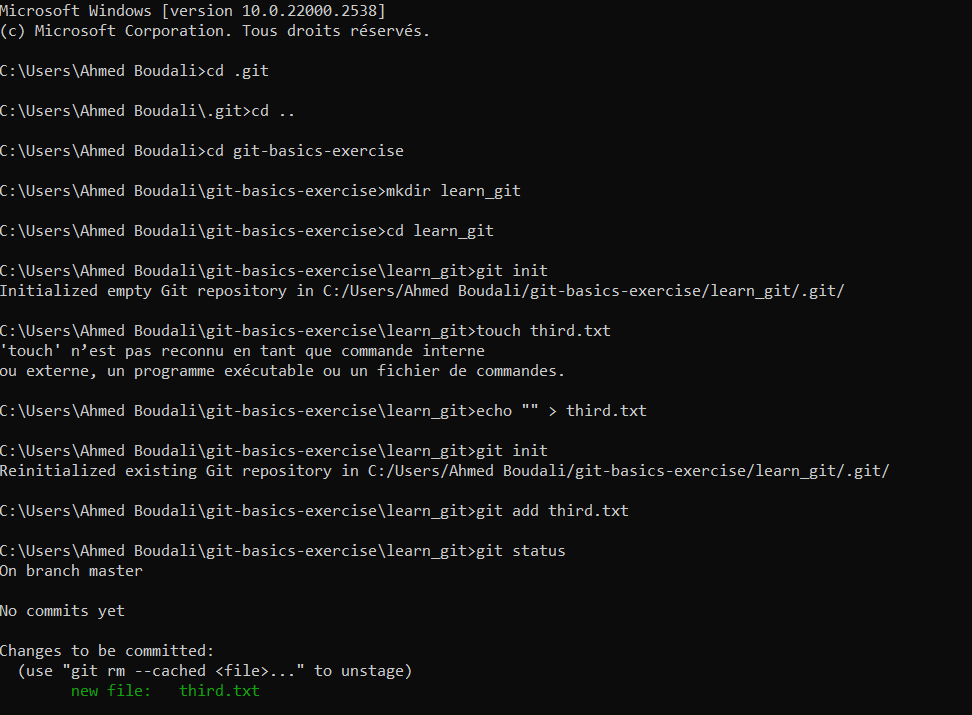 Microsoft Windows [version 10.0.22000.2538]
(c) Microsoft Corporation. Tous droits réservés.
C:\Users\Ahmed Boudali>cd .git
C:\Users\Ahmed Boudali\.git>cd ..
C:\Users\Ahmed Boudali>cd git-basics-exercise
C:\Users\Ahmed Boudali\git-basics-exercise>mkdir learn_git
C:\Users\Ahmed Boudali\git-basics-exercise>cd learn_git
C:\Users\Ahmed Boudali\git-basics-exercise\learn_git>git init
Initialized empty Git repository in C:/Users/Ahmed Boudali/git-basics-exercise/learn_git/.git/
C:\Users\Ahmed Boudali\git-basics-exercise\learn_git>touch third.txt
'touch' n’est pas reconnu en tant que commande interne
ou externe, un programme exécutable ou un fichier de commandes.
C:\Users\Ahmed Boudali\git-basics-exercise\learn_git>echo "" > third.txt
C:\Users\Ahmed Boudali\git-basics-exercise\learn_git>git init
Reinitialized existing Git repository in C:/Users/Ahmed Boudali/git-basics-exercise/learn_git/.git/
C:\Users\Ahmed Boudali\git-basics-exercise\learn_git>git add third.txt
C:\Users\Ahmed Boudali\git-basics-exercise\learn_git>git status
On branch master
No commits yet
Changes to be committed:
  (use "git rm --cached <file>..." to unstage)
        new file:   third.txt